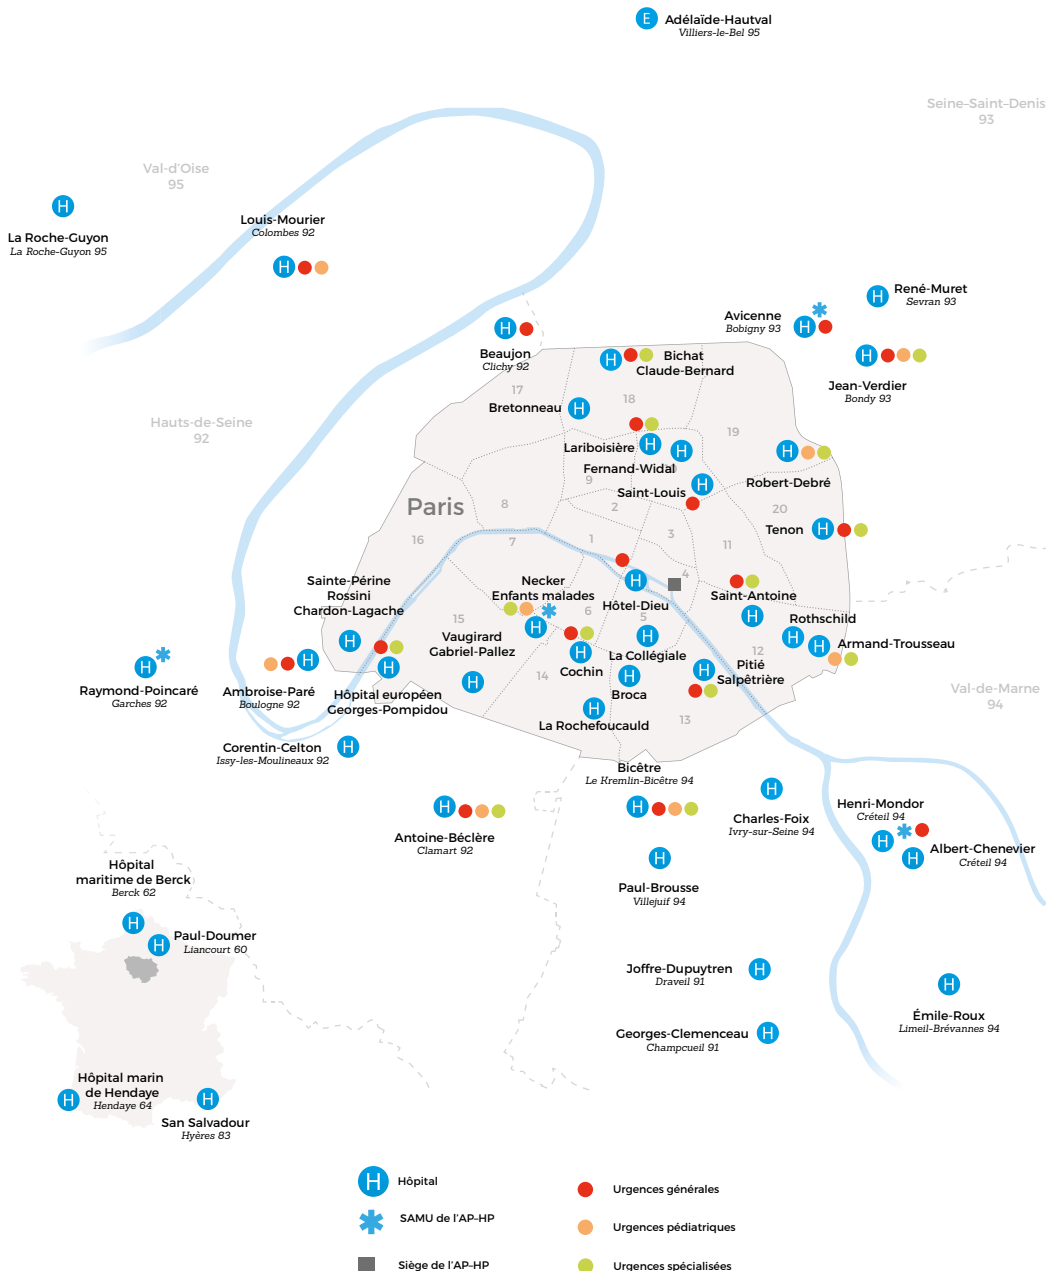 E
Adélaïde-Hautval
Villiers-le-Bel 95
Seine-Saint-Denis
93
Val-d'Oise
95
H
La Roche-Guyon
La Roche-Guyon 95
Louis-Mourier
Colombes 92
H
H
René-Muret
Sevran 93
Avicenne
Bobigny 93
H
H
Beaujon
Clichy 92
H
Jean-Verdier
Bondy 93
H
Bichat
Claude-Bernard
17
18
Bretonneau
H
Hauts-de-Seine
92
19
Lariboisière
H
H
Fernand-Widal
H
Robert-Debré
9
Saint-Louis
H
Paris
8
2
20
Tenon
H
16
7
1
3
11
4
Sainte-Périne
Rossini
Chardon-Lagache
H
Necker
Enfants malades
H
Hôtel-Dieu
H
Saint-Antoine
H
15
6
5
Rothschild
H
Vaugirard
Gabriel-Pallez
H
Cochin
H
La Collégiale
H
12
H
Armand-Trousseau
Raymond-Poincaré
Garches 92
H
Ambroise-Paré
Boulogne 92
H
H
Hôpital européen
Georges-Pompidou
14
Broca
H
Pitié
Salpêtrière
H
Val-de-Marne
94
La Rochefoucauld
H
13
Corentin-Celton
Issy-les-Moulineaux 92
H
Bicêtre
Le Kremlin-Bicêtre 94
H
H
Antoine-Béclère
Clamart 92
H
Charles-Foix
Ivry-sur-Seine 94
Henri-Mondor
Créteil 94
H
H
Albert-Chenevier
Créteil 94
H
Paul-Brousse
Villejuif 94
Hôpital
maritime de Berck
Berck 62
H
H
Paul-Doumer
Liancourt 60
Joffre-Dupuytren
Draveil 91
H
H
Émile-Roux
Limeil-Brévannes 94
Georges-Clemenceau
Champcueil 91
H
Hôpital marin
de Hendaye
Hendaye 64
H
H
San Salvadour
Hyères 83
H
Hôpital
Urgences générales
SAMU de l'AP-HP
Urgences pédiatriques
Siège de l'AP-HP
Urgences spécialisées